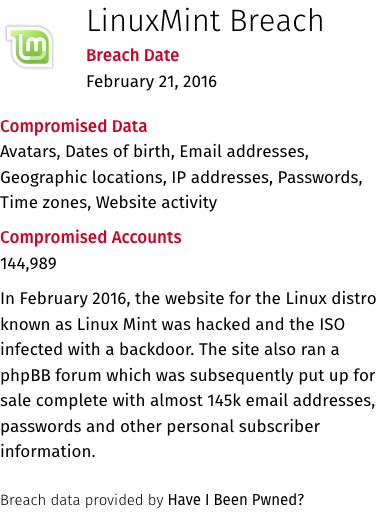 LinuxMint Breach
Breach Date
February 21, 2016
Compromised Data
Avatars, Dates of birth, Email addresses,
Geographic locations, IP addresses, Passwords,
Time zones, Website activity
Compromised Accounts
144,989
In February 2016, the website for the Linux distro
known as Linux Mint was hacked and the ISO
infected with a backdoor. The site also ran a
phpBB forum which was subsequently put up for
sale complete with almost 145k email addresses,
passwords and other personal subscriber
information.
Breach data provided by Have I Been Pwned?